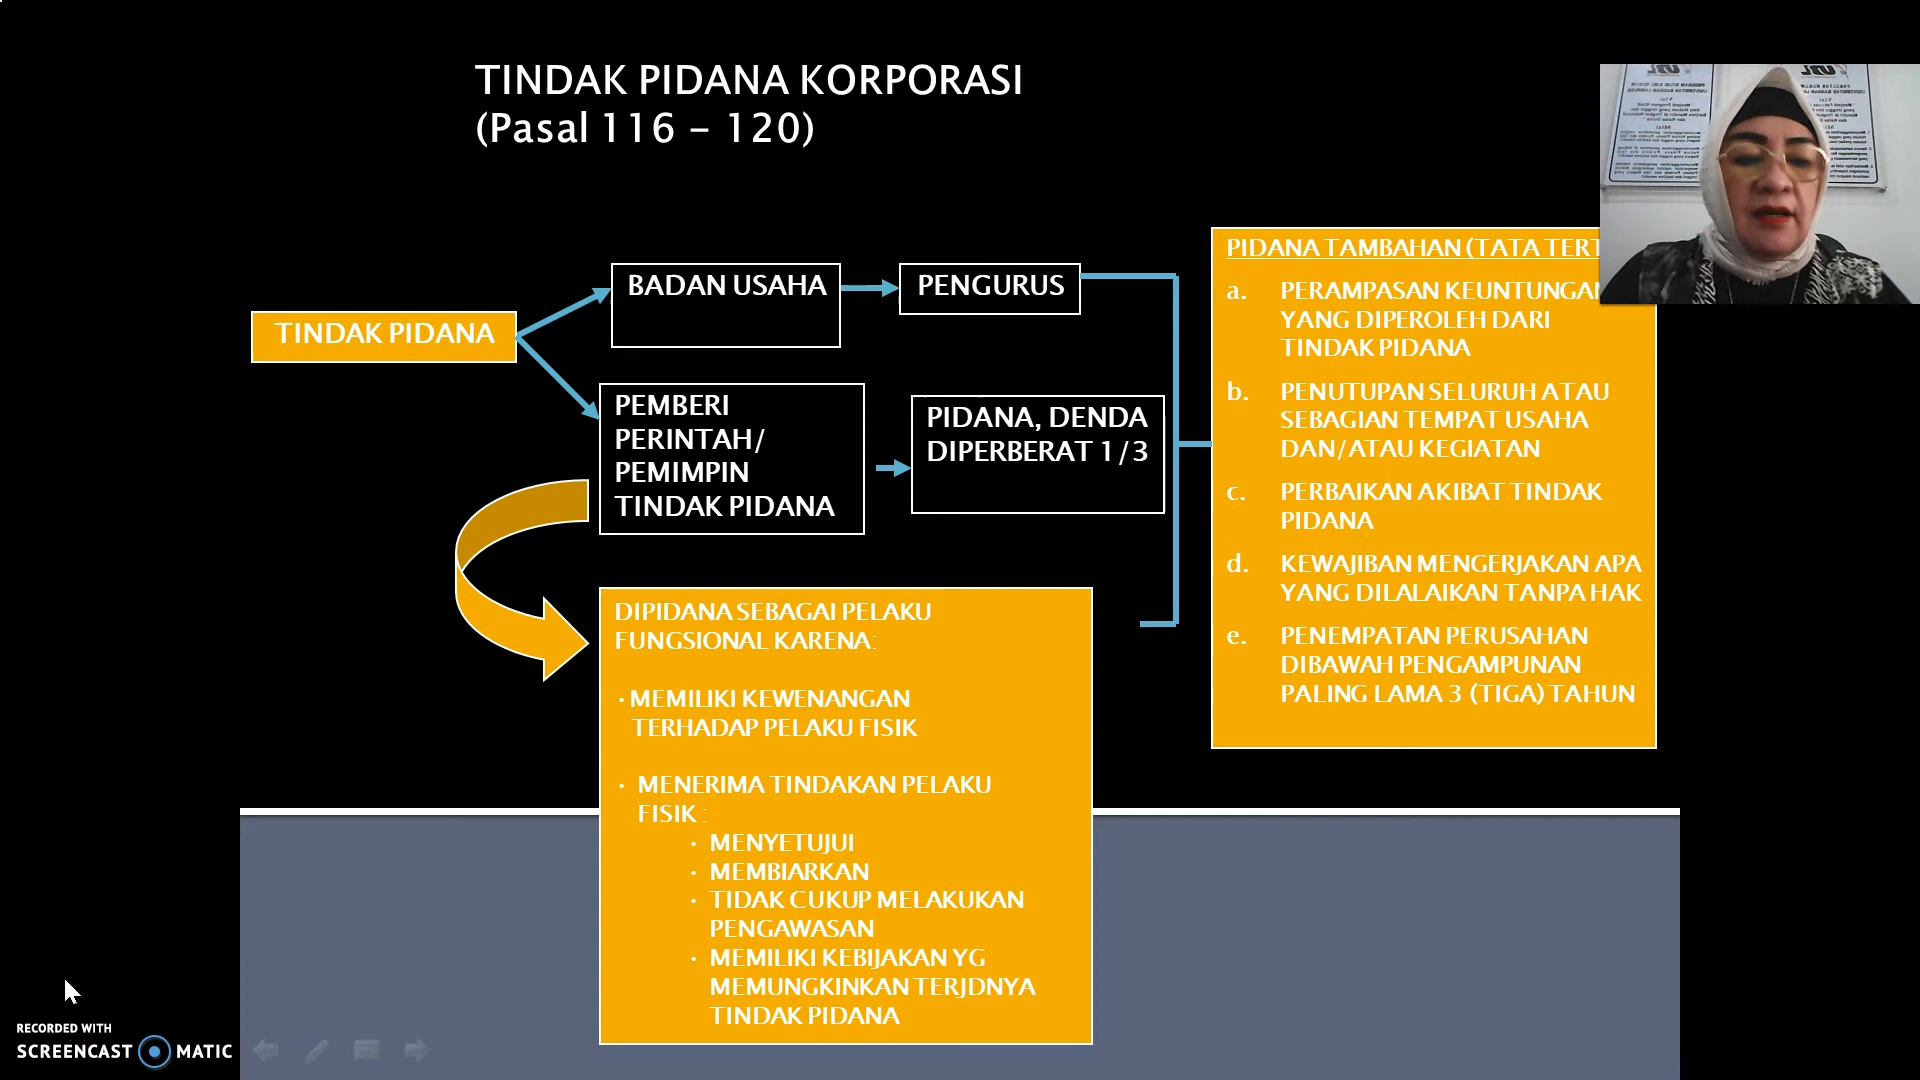 TINDAK PIDANA KORPORASI
(Pasal 116 – 120)
TINDAK PIDANA
BADAN USAHA
PENGURUS
PEMBERI
PERINTAH/
PEMIMPIN
TINDAK PIDANA
PIDANA, DENDA
DIPERBERAT 1/3
DIPIDANA SEBAGAI PELAKU
FUNGSIONAL KARENA:
• MEMILIKI KEWENANGAN
TERHADAP PELAKU FISIK
• MENERIMA TINDAKAN PELAKU
FISIK :
• MENYETUJUI
• MEMBIARKAN
• TIDAK CUKUP MELAKUKAN
PENGAWASAN
• MEMILIKI KEBIJAKAN YG
MEMUNGKINKAN TERJDNYA
TINDAK PIDANA
PIDANA TAMBAHAN (TATA TERT
a. PERAMPASAN KEUNTUNGAN
YANG DIPEROLEH DARI
TINDAK PIDANA
b. PENUTUPAN SELURUH ATAU
SEBAGIAN TEMPAT USAHA
DAN/ATAU KEGIATAN
c. PERBAIKAN AKIBAT TINDAK
PIDANA
d. KEWAJIBAN MENGERJAKAN APA
YANG DILALAIKAN TANPA HAK
e. PENEMPATAN PERUSAHAN
DIBAWAH PENGAMPUNAN
PALING LAMA 3 (TIGA) TAHUN
UBL
UBL
RECORDED WITH
SCREENCAST MATIC